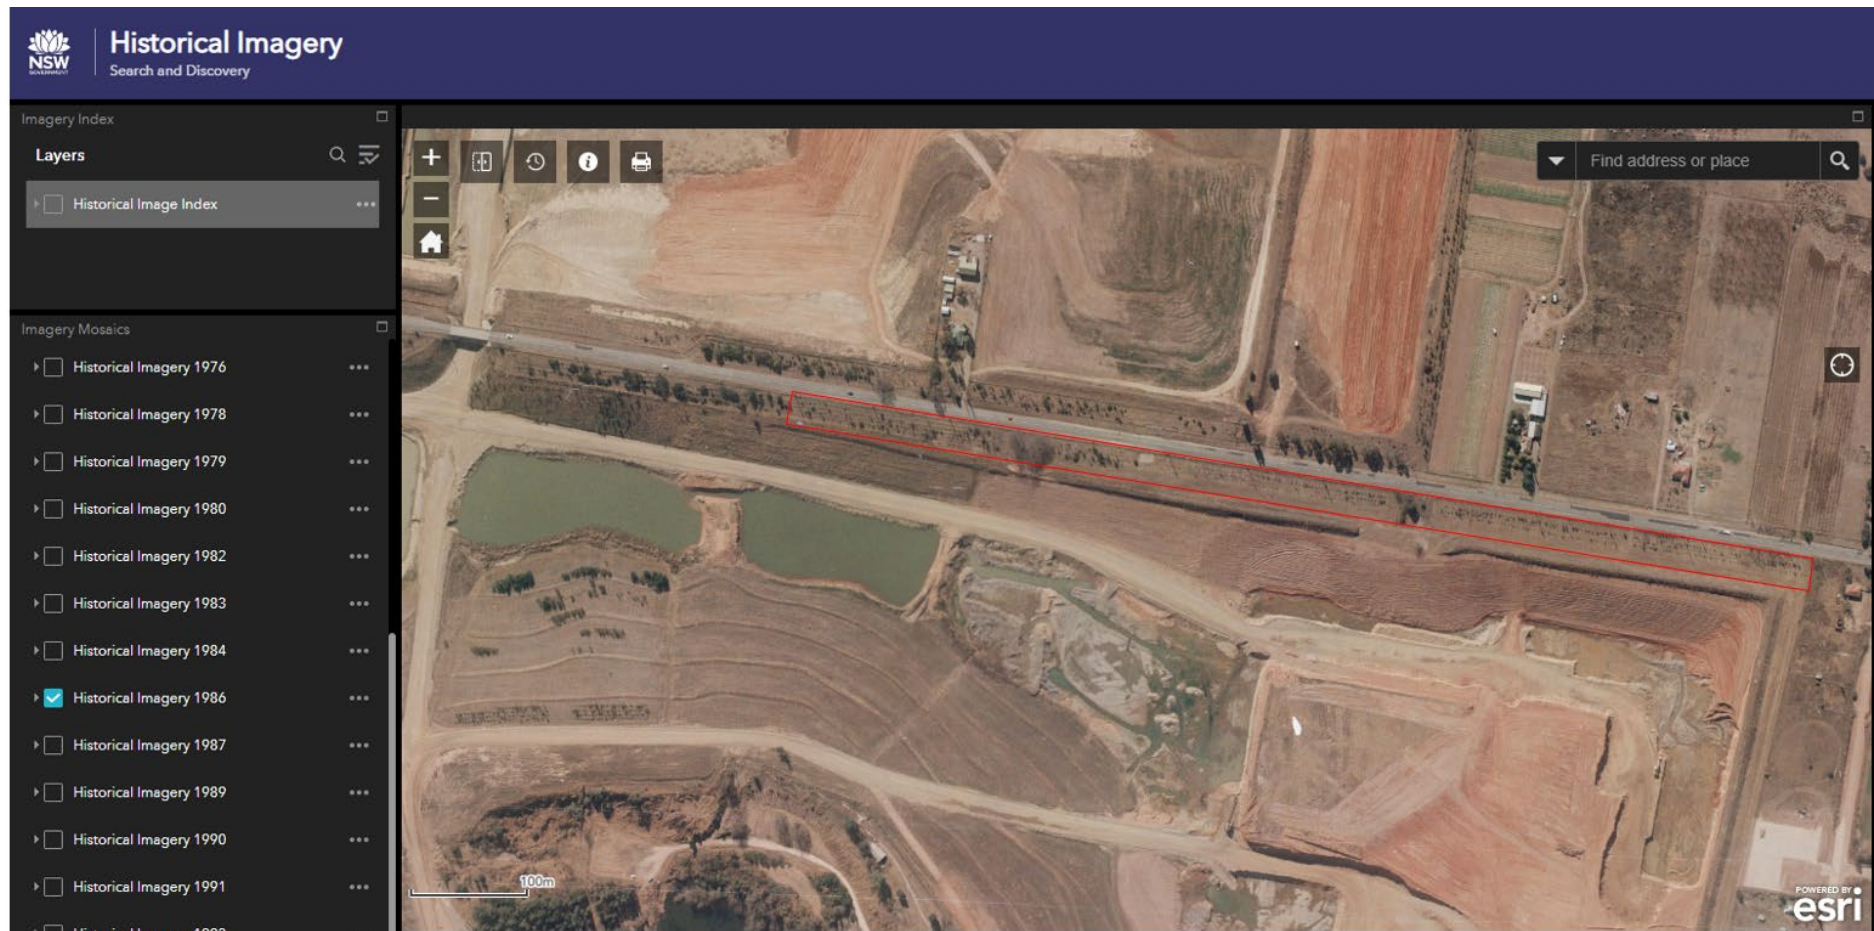 Historical Imagery
NSW
GOVERNMENT
Search and Discovery
Imagery Index
Layers
Historical Image Index
Find address or place
Imagery Mosaics
Historical Imagery 1976
Historical Imagery 1978
Historical Imagery 1979
Historical Imagery 1980
Historical Imagery 1982
Historical Imagery 1983
Historical Imagery 1984
Historical Imagery 1986
Historical Imagery 1987
Historical Imagery 1989
Historical Imagery 1990
Historical Imagery 1991
100m
POWERED BY
esri